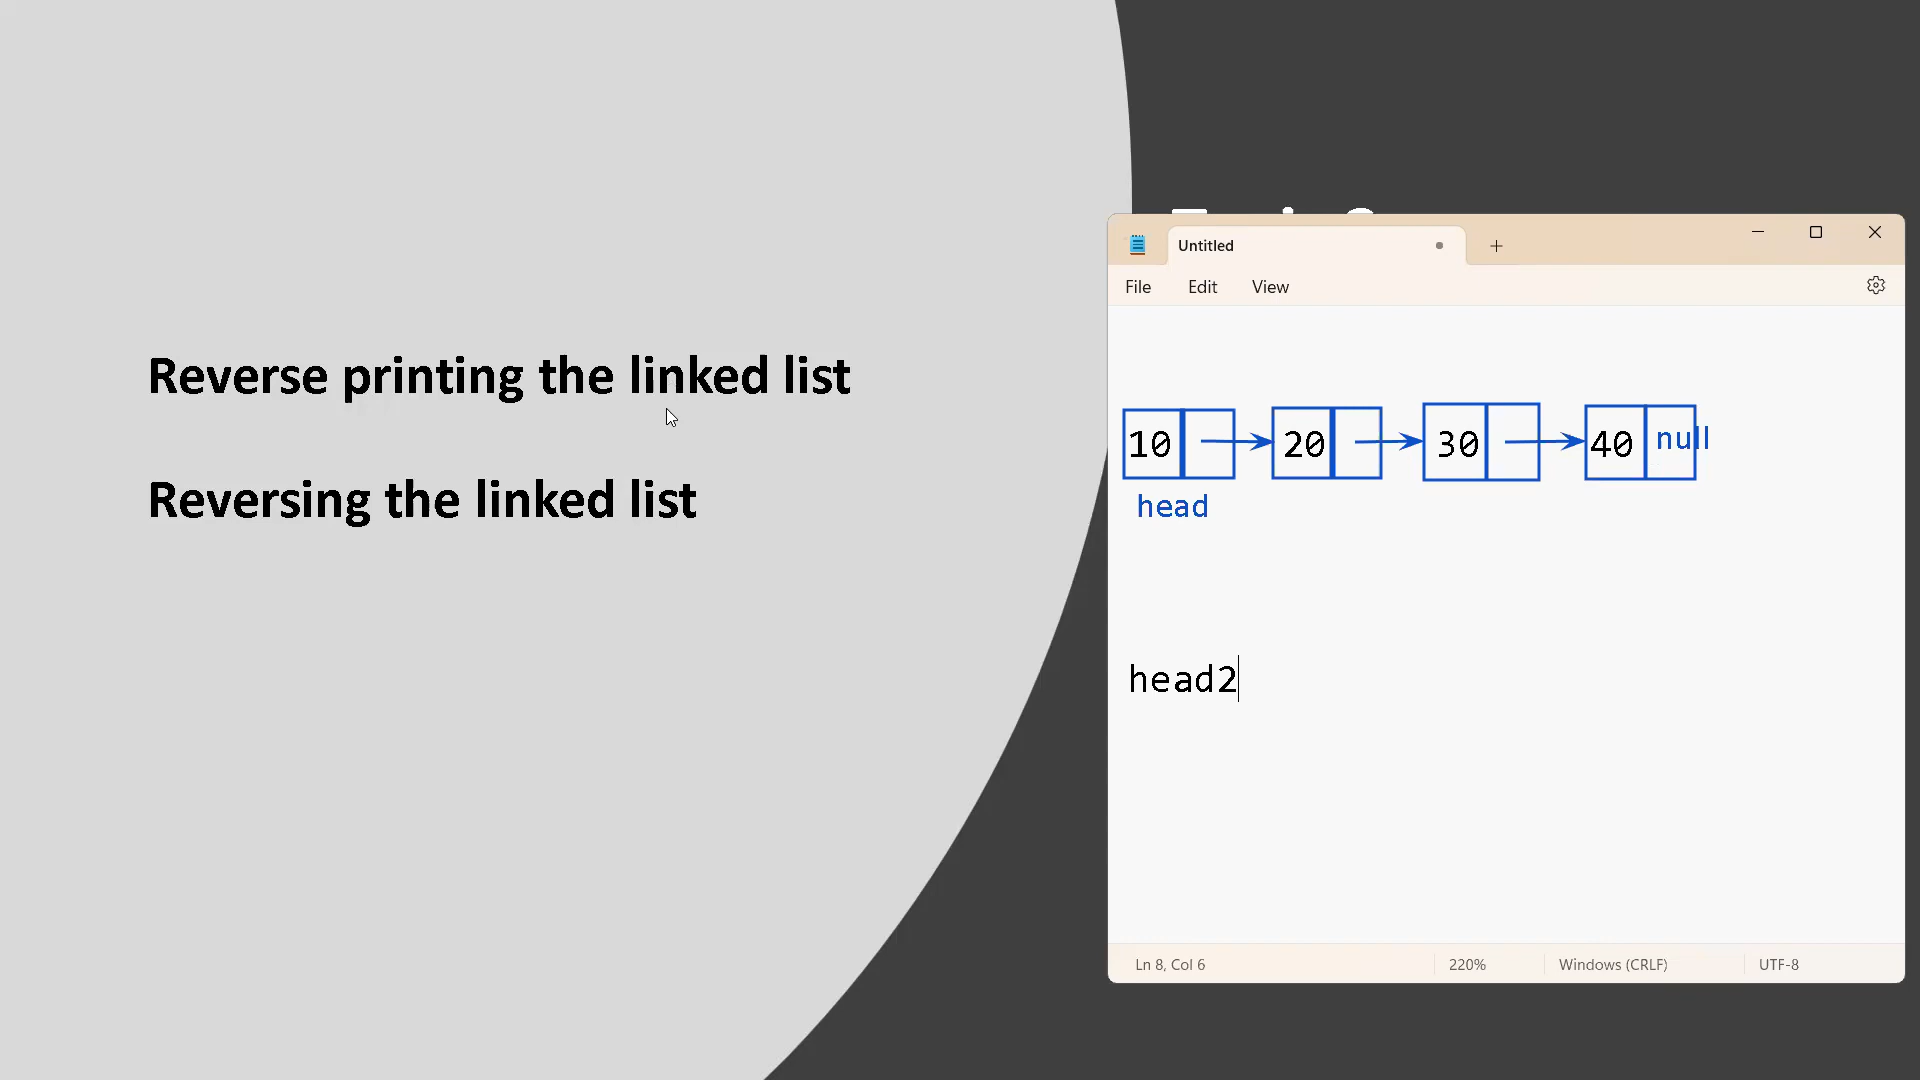 Reverse printing the linked list
Reversing the linked list
Untitled
File Edit View
10 20 30 40 null
head
head2
Ln 8, Col 6 220% Windows (CRLF) UTF-8